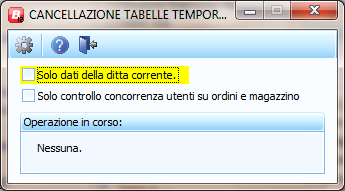 CANCELLAZIONE TABELLE TEMPOR...
Solo dati della ditta corrente.
Solo controllo concorrenza utenti su ordini e magazzino
Operazione in corso:
Nessuna.